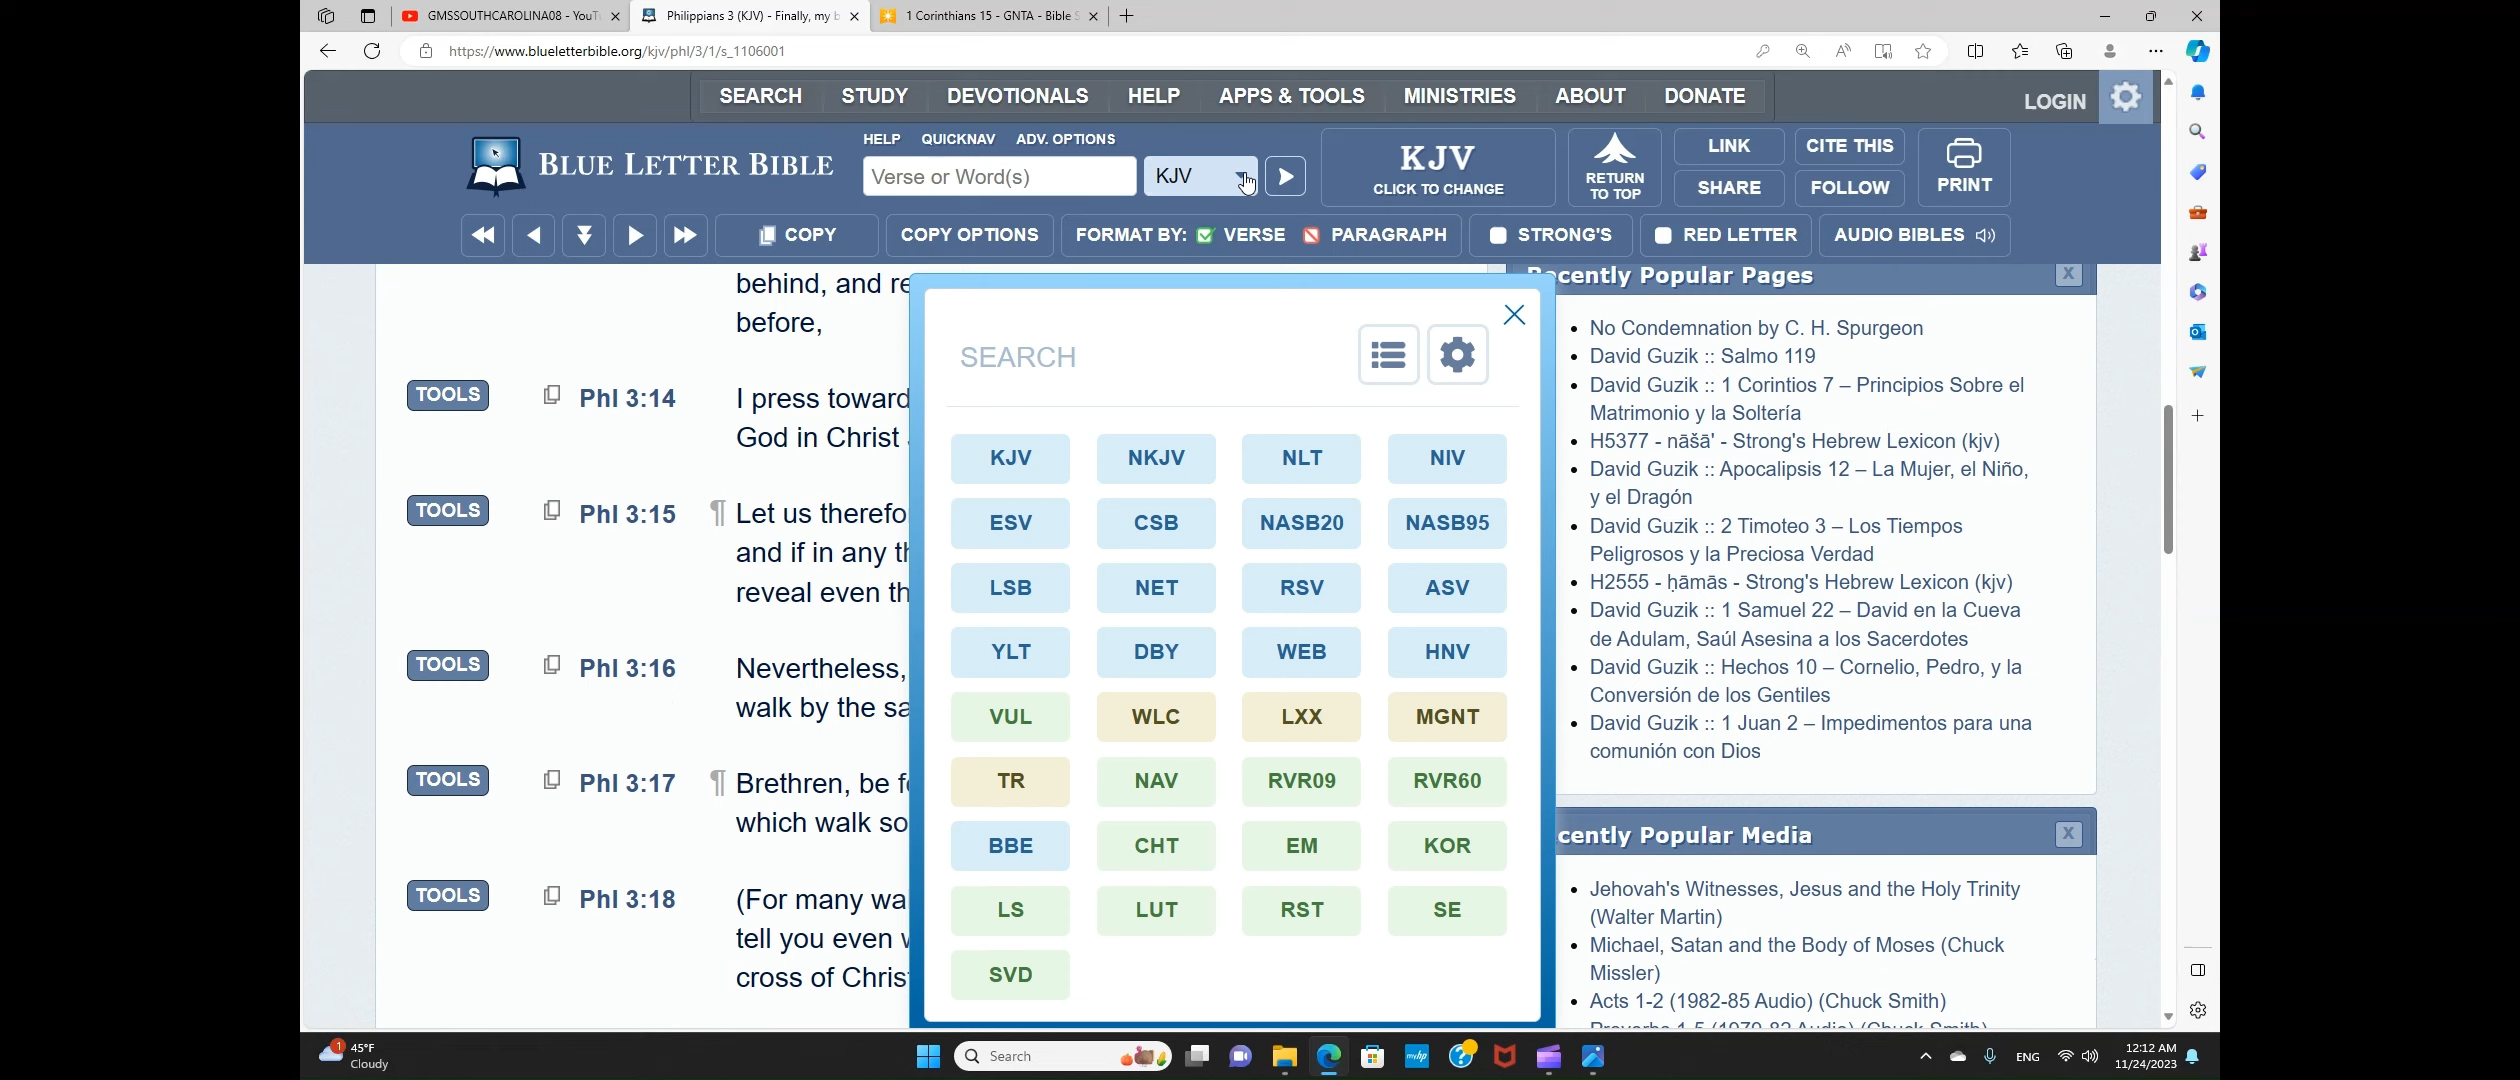 GMSSOUTHCAROLINA08 - YouT
Philippians 3 (KJV) - Finally, my b
1 Corinthians 15 - GNTA - Bible S
https://www.blueletterbible.org/kjv/phl/3/1/s_1106001
SEARCH STUDY DEVOTIONALS HELP APPS & TOOLS MINISTRIES ABOUT DONATE LOGIN
HELP QUICKNAV ADV. OPTIONS
BLUE LETTER BIBLE
Verse or Word(s) KJV
KJV
CLICK TO CHANGE
RETURN
TO TOP
LINK CITE THIS
SHARE FOLLOW
PRINT
COPY COPY OPTIONS FORMAT BY: VERSE PARAGRAPH STRONG'S RED LETTER AUDIO BIBLES
behind, and re
before,
TOOLS Phl 3:14 I press toward
God in Christ
TOOLS Phl 3:15 ¶ Let us therefo
and if in any th
reveal even th
TOOLS Phl 3:16 Nevertheless,
walk by the sa
TOOLS Phl 3:17 ¶ Brethren, be fo
which walk so
TOOLS Phl 3:18 (For many wa
tell you even w
cross of Chris
SEARCH
KJV NKJV NLT NIV
ESV CSB NASB20 NASB95
LSB NET RSV ASV
YLT DBY WEB HNV
VUL WLC LXX MGNT
TR NAV RVR09 RVR60
BBE CHT EM KOR
LS LUT RST SE
SVD
Recently Popular Pages X
No Condemnation by C. H. Spurgeon
David Guzik :: Salmo 119
David Guzik :: 1 Corintios 7 – Principios Sobre el
Matrimonio y la Soltería
H5377 - nāšā' - Strong's Hebrew Lexicon (kjv)
David Guzik :: Apocalipsis 12 – La Mujer, el Niño,
y el Dragón
David Guzik :: 2 Timoteo 3 – Los Tiempos
Peligrosos y la Preciosa Verdad
H2555 - ḥāmās - Strong's Hebrew Lexicon (kjv)
David Guzik :: 1 Samuel 22 – David en la Cueva
de Adulam, Saúl Asesina a los Sacerdotes
David Guzik :: Hechos 10 – Cornelio, Pedro, y la
Conversión de los Gentiles
David Guzik :: 1 Juan 2 – Impedimentos para una
comunión con Dios
cently Popular Media X
Jehovah's Witnesses, Jesus and the Holy Trinity
(Walter Martin)
Michael, Satan and the Body of Moses (Chuck
Missler)
Acts 1-2 (1982-85 Audio) (Chuck Smith)
Proverbs 1-5 (1979-82 Audio) (Chuck Smith)
1
45°F
Cloudy
Search
myhp
ENG
12:12 AM
11/24/2023